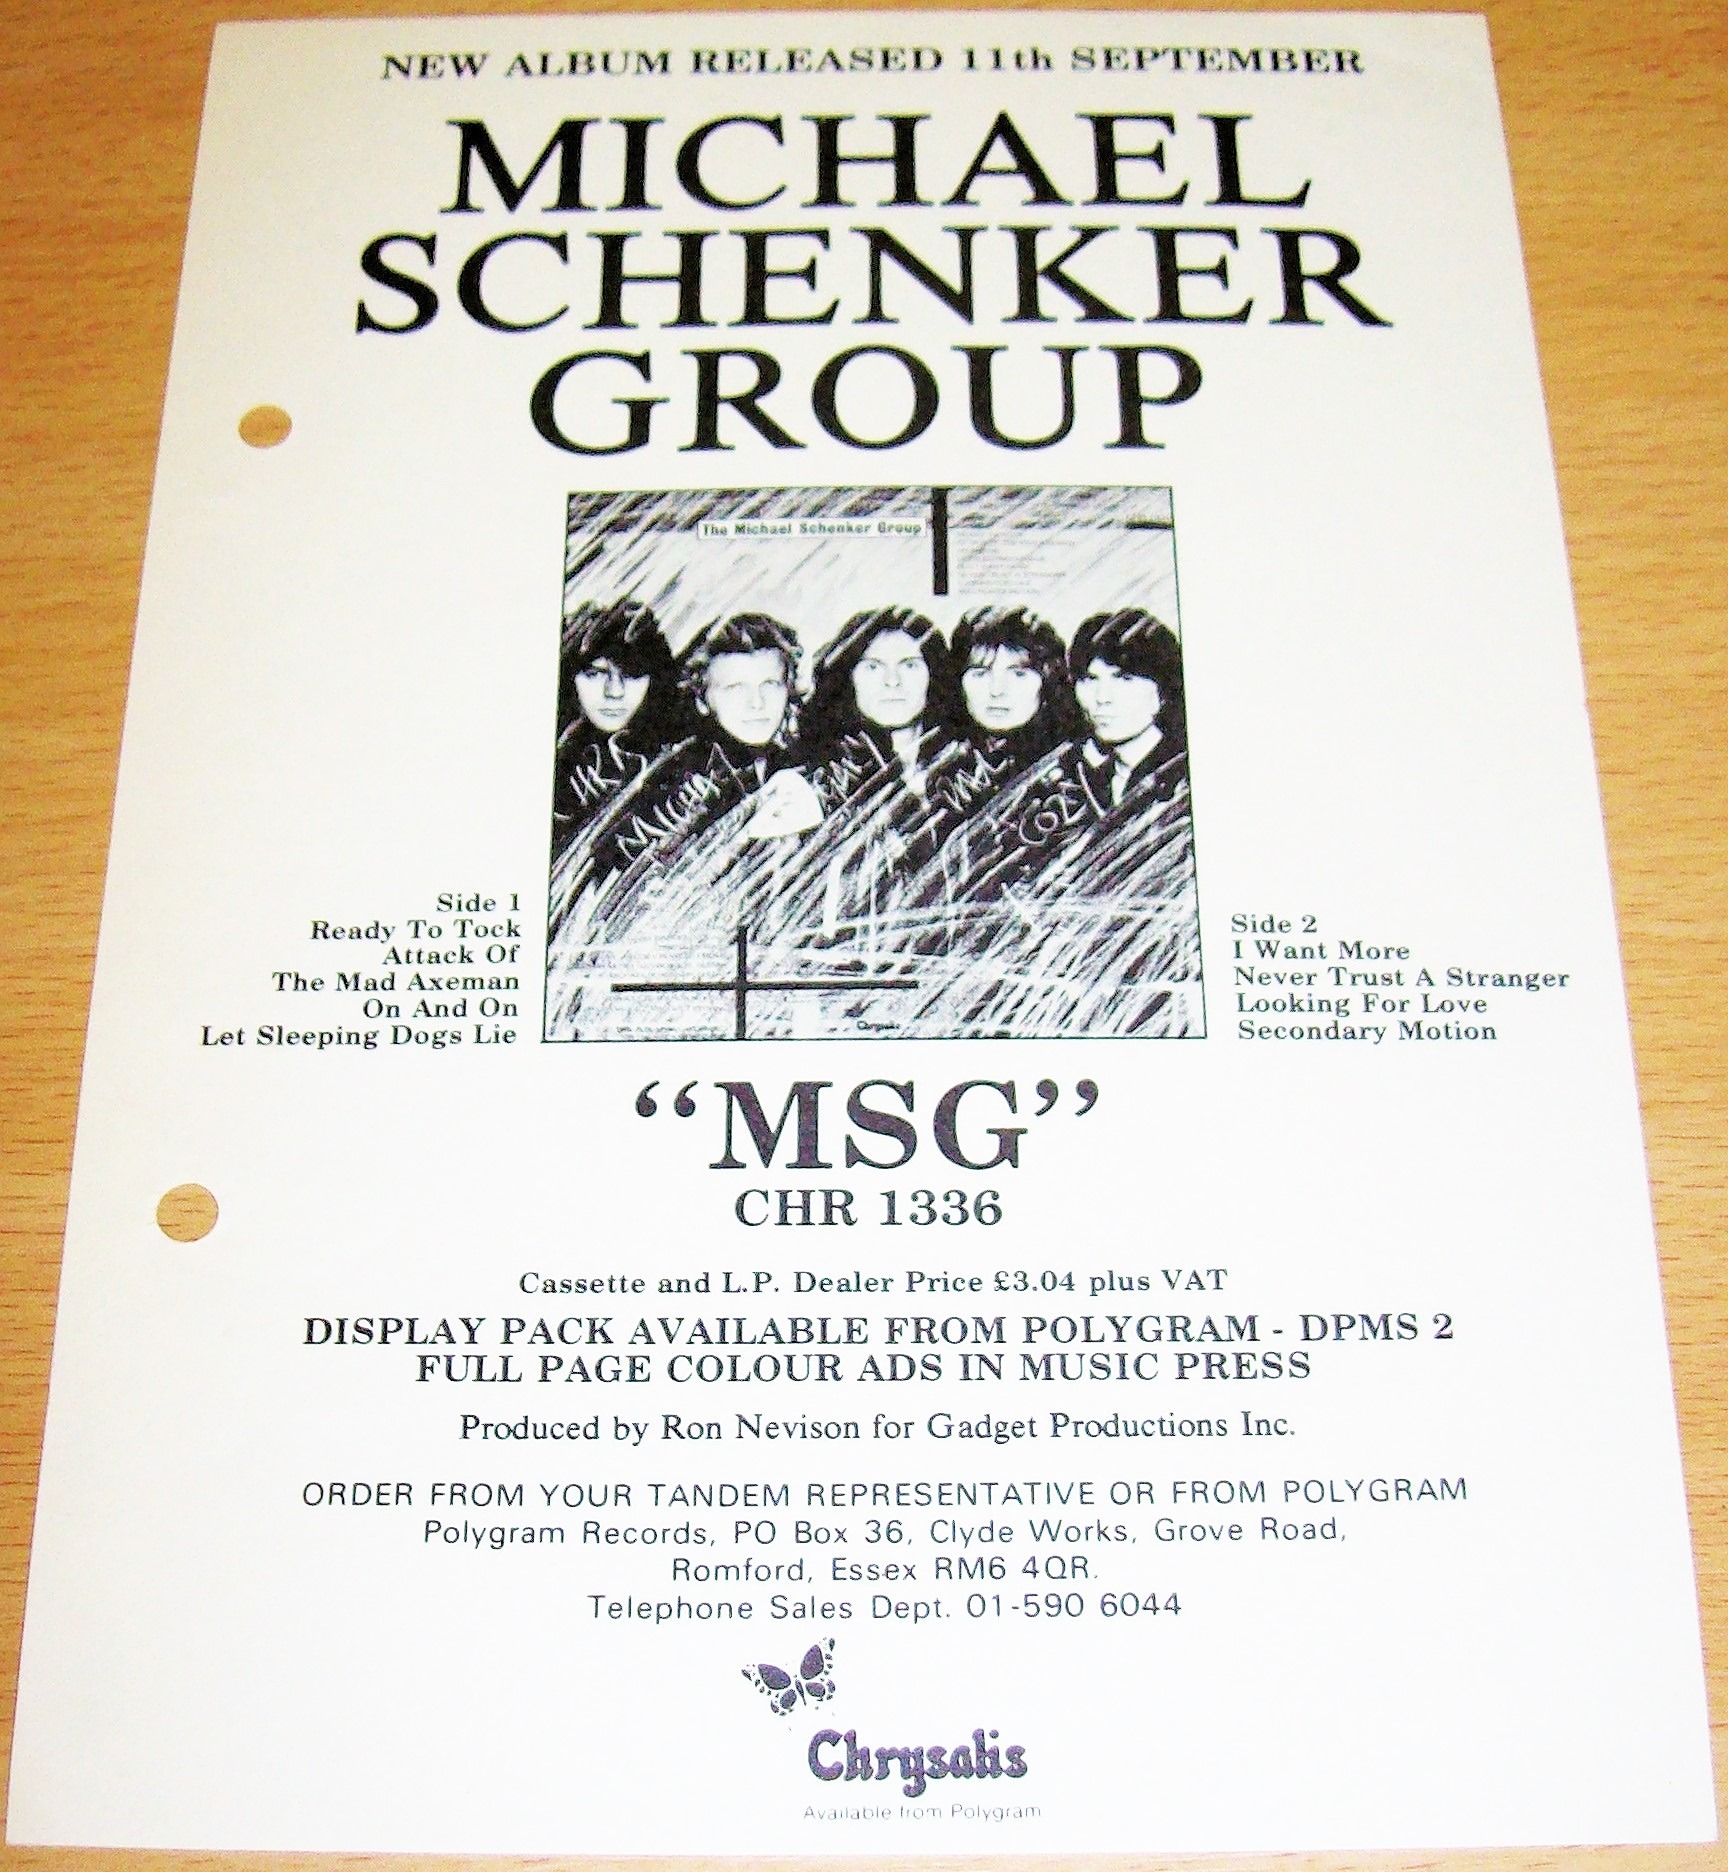 NEW ALBUM RELEASED 11th SEPTEMBER
MICHAEL
SCHENKER
GROUP
The Michael Schenker Group
COZY
Chrysalis
Side 1
Ready To Tock
Attack Of
The Mad Axeman
On And On
Let Sleeping Dogs Lie
Side 2
I Want More
Never Trust A Stranger
Looking For Love
Secondary Motion
“MSG”
CHR 1336
Cassette and L.P. Dealer Price £3.04 plus VAT
DISPLAY PACK AVAILABLE FROM POLYGRAM - DPMS 2
FULL PAGE COLOUR ADS IN MUSIC PRESS
Produced by Ron Nevison for Gadget Productions Inc.
ORDER FROM YOUR TANDEM REPRESENTATIVE OR FROM POLYGRAM
Polygram Records, PO Box 36, Clyde Works, Grove Road,
Romford, Essex RM6 4QR.
Telephone Sales Dept. 01-590 6044
Chrysalis
Available from Polygram